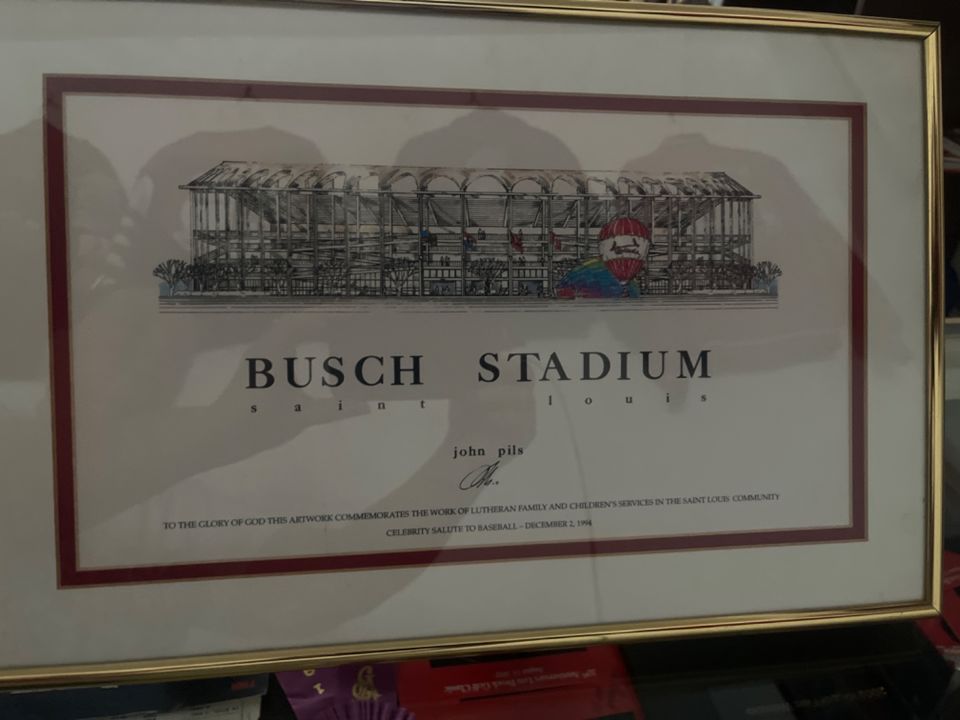 BUSCH STADIUM
saint louis
john pils
TO THE GLORY OF GOD THIS ARTWORK COMMEMORATES THE WORK OF LUTHERAN FAMILY AND CHILDREN'S SERVICES IN THE SAINT LOUIS COMMUNITY
CELEBRITY SALUTE TO BASEBALL – DECEMBER 2, 1994